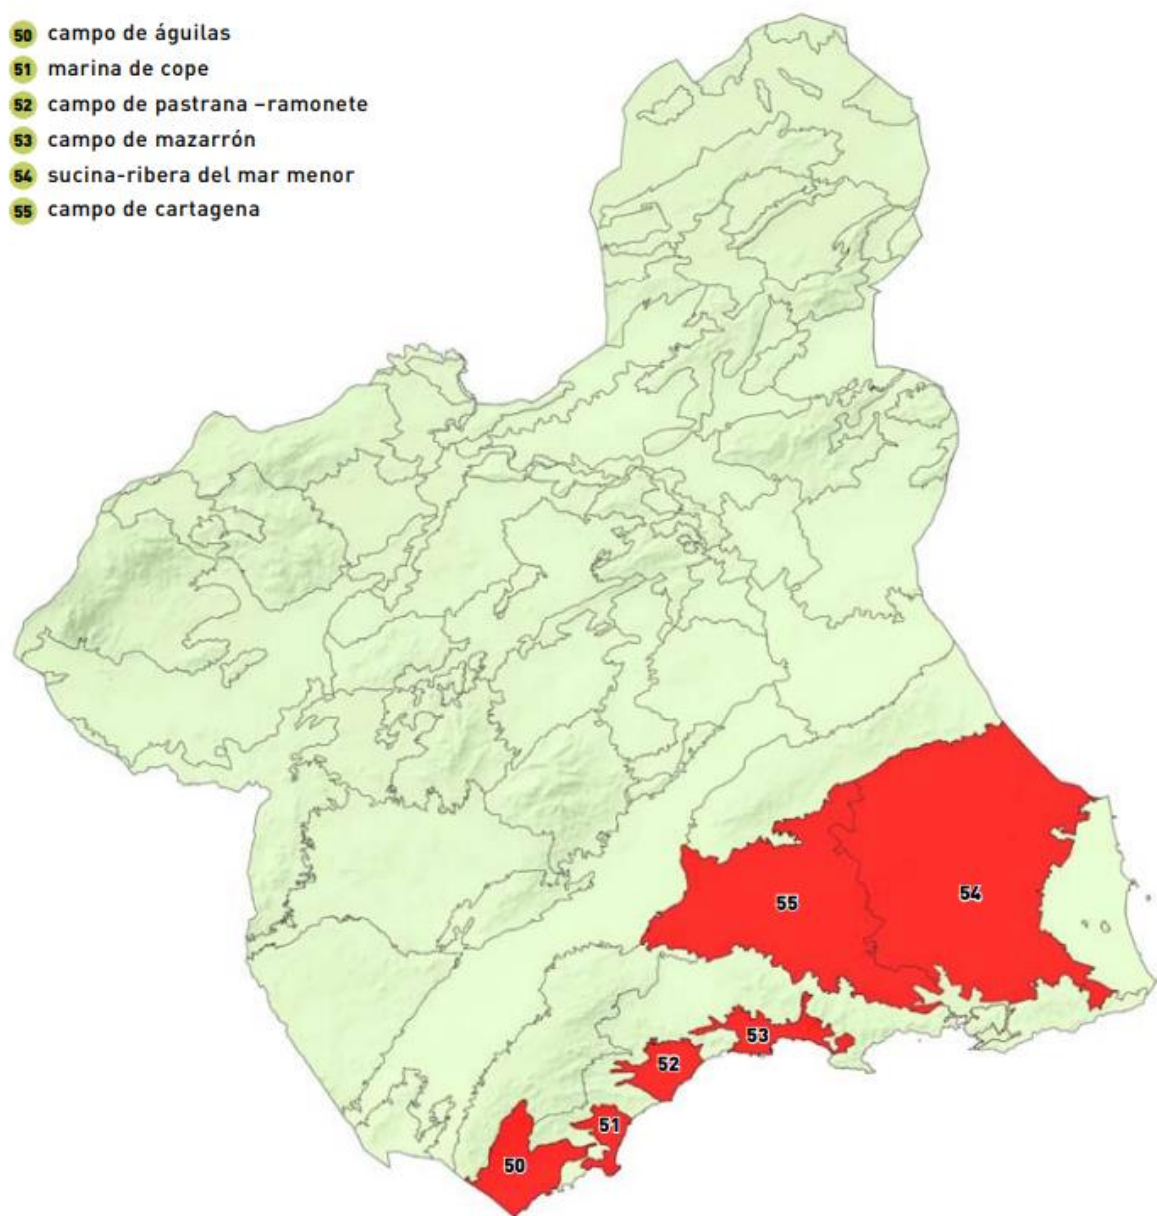 50 campo de águilas
51 marina de cope
52 campo de pastrana –ramonete
53 campo de mazarrón
54 sucina-ribera del mar menor
55 campo de cartagena
55
54
53
52
51
50